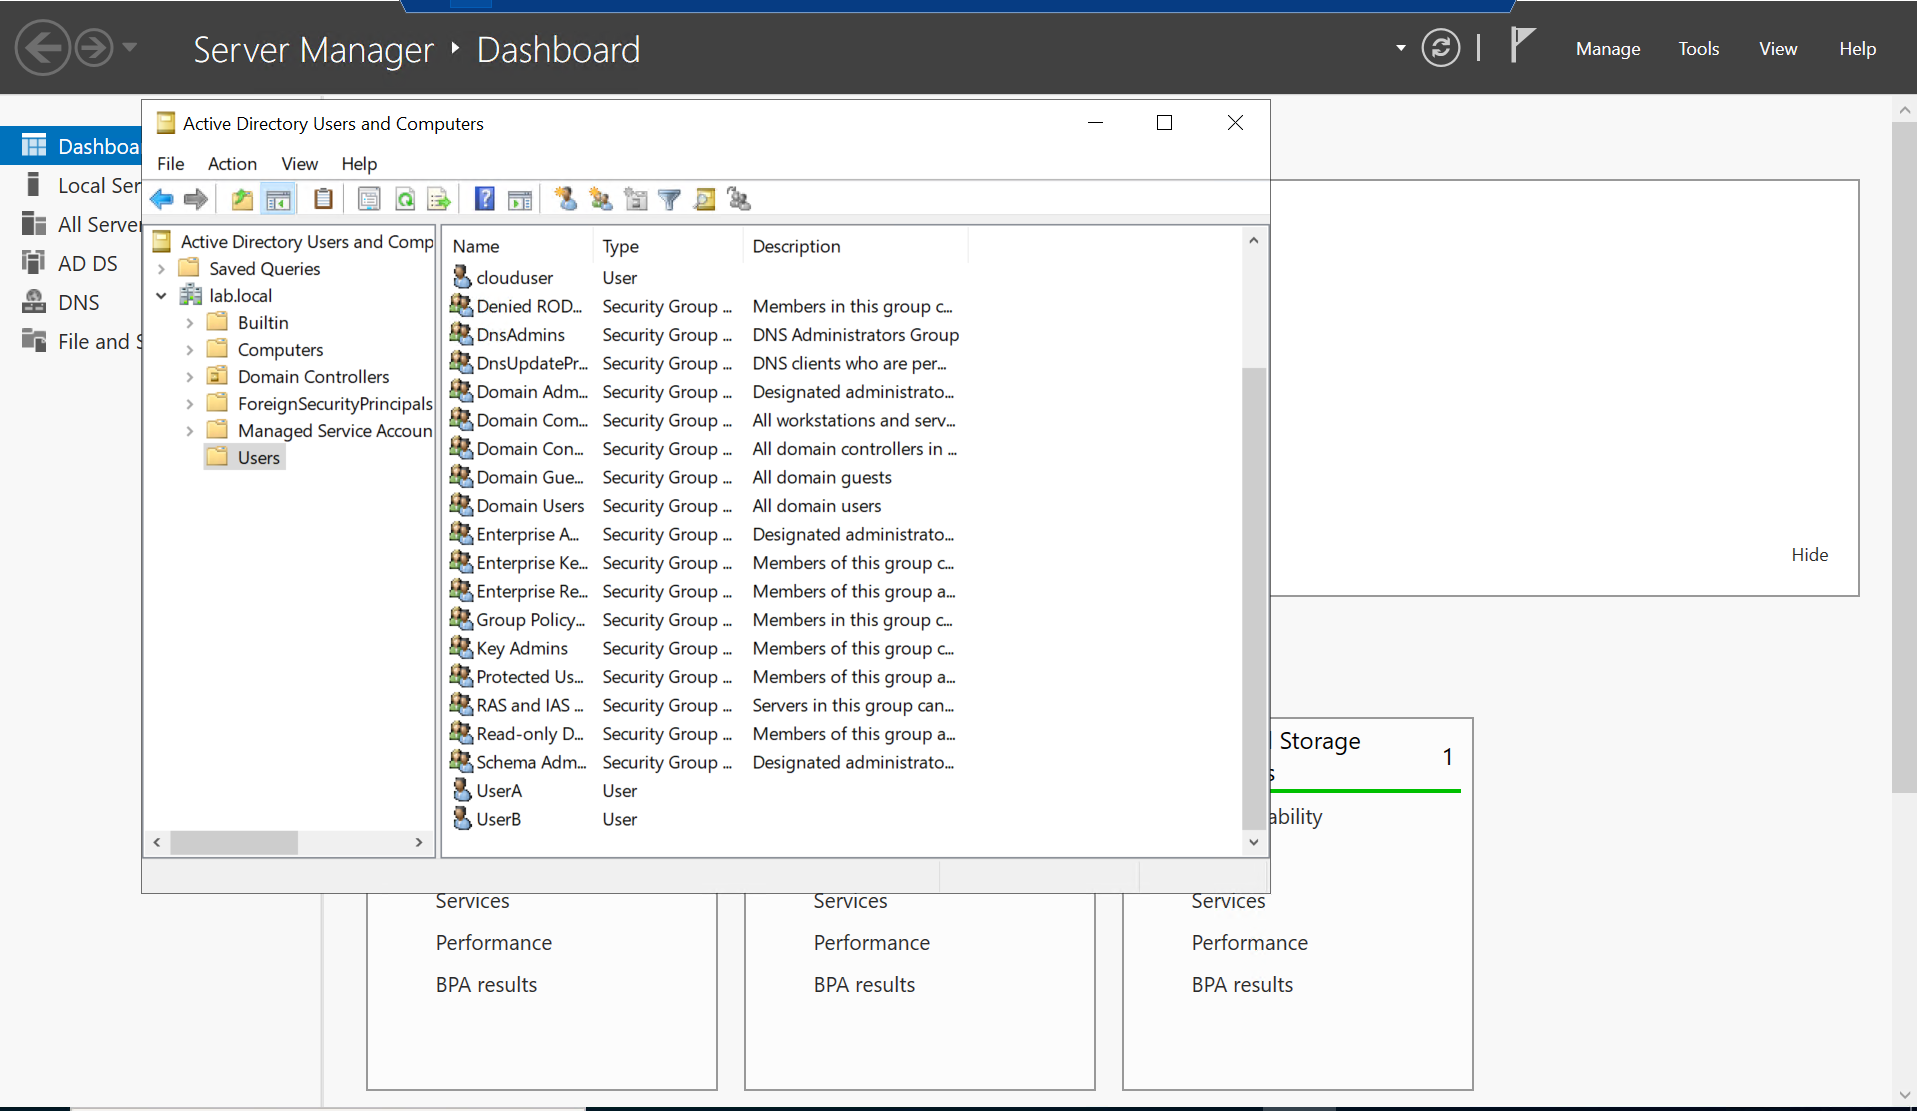 Server Manager ‣ Dashboard
Manage
Tools
View
Help
Dashboa
Local Ser
All Server
AD DS
DNS
File and S
Active Directory Users and Computers
File Action View Help
Active Directory Users and Comp
Saved Queries
lab.local
Builtin
Computers
Domain Controllers
ForeignSecurityPrincipals
Managed Service Accoun
Users
Name Type Description
clouduser User
Denied ROD... Security Group ... Members in this group c...
DnsAdmins Security Group ... DNS Administrators Group
DnsUpdatePr... Security Group ... DNS clients who are per...
Domain Adm... Security Group ... Designated administrato...
Domain Com... Security Group ... All workstations and serv...
Domain Con... Security Group ... All domain controllers in ...
Domain Gue... Security Group ... All domain guests
Domain Users Security Group ... All domain users
Enterprise A... Security Group ... Designated administrato...
Enterprise Ke... Security Group ... Members of this group c...
Enterprise Re... Security Group ... Members of this group a...
Group Policy... Security Group ... Members in this group c...
Key Admins Security Group ... Members of this group c...
Protected Us... Security Group ... Members of this group a...
RAS and IAS ... Security Group ... Servers in this group can...
Read-only D... Security Group ... Members of this group a...
Schema Adm... Security Group ... Designated administrato...
UserA User
UserB User
Hide
Storage
s
1
ability
Services
Performance
BPA results
Services
Performance
BPA results
Services
Performance
BPA results